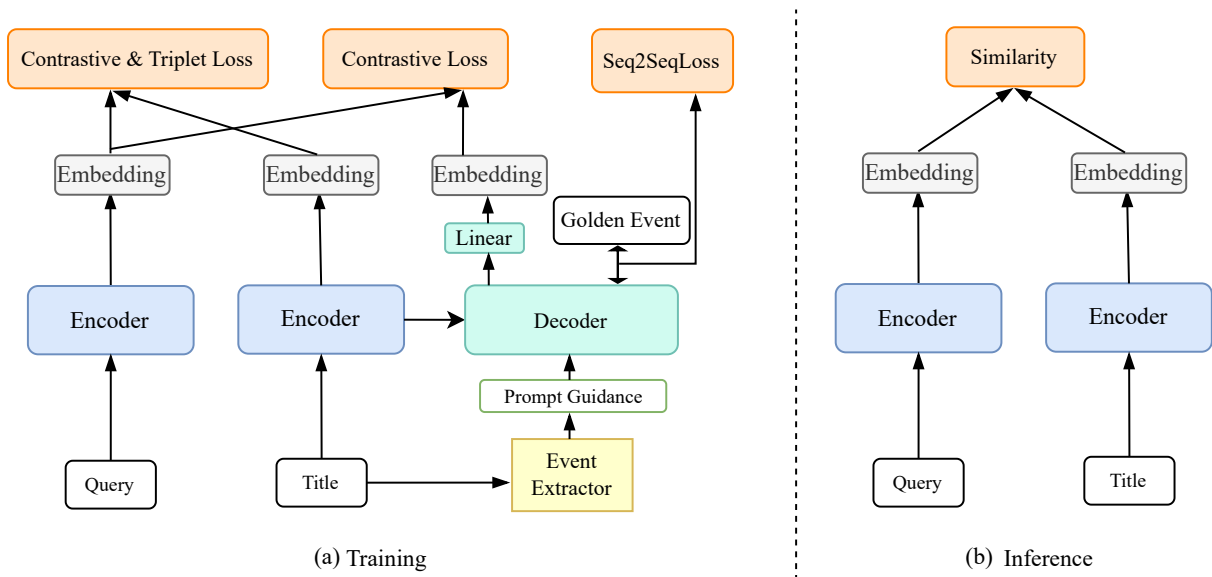 Contrastive & Triplet Loss
Contrastive Loss
Seq2SeqLoss
Embedding
Embedding
Embedding
Golden Event
Linear
Encoder
Encoder
Decoder
Prompt Guidance
Query
Title
Event
Extractor
(a) Training
Similarity
Embedding
Embedding
Encoder
Encoder
Query
Title
(b) Inference